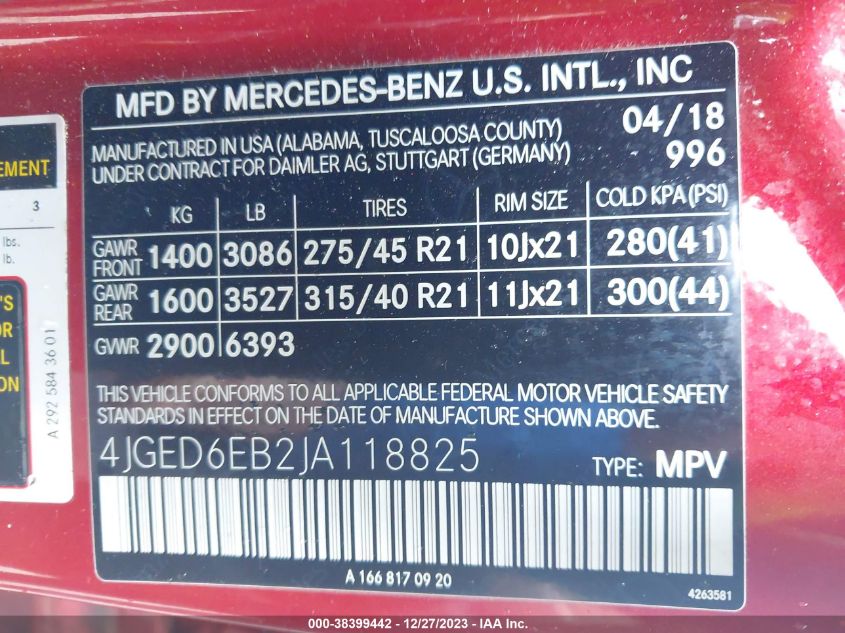 MFD BY MERCEDES-BENZ U.S. INTL., INC
MANUFACTURED IN USA (ALABAMA, TUSCALOOSA COUNTY) 04/18
UNDER CONTRACT FOR DAIMLER AG, STUTTGART (GERMANY) 996
KG LB TIRES RIM SIZE COLD KPA (PSI)
GAWR FRONT 1400 3086 275/45 R21 10Jx21 280(41)
GAWR REAR 1600 3527 315/40 R21 11Jx21 300(44)
GVWR 2900 6393
THIS VEHICLE CONFORMS TO ALL APPLICABLE FEDERAL MOTOR VEHICLE SAFETY
STANDARDS IN EFFECT ON THE DATE OF MANUFACTURE SHOWN ABOVE.
4JGED6EB2JA118825 TYPE: MPV
A 166 817 09 20
4263581
EMENT
3
lbs.
lb.
'S
OR
L
ON
A 292 584 36 01
000-38399442 - 12/27/2023 - IAA Inc.